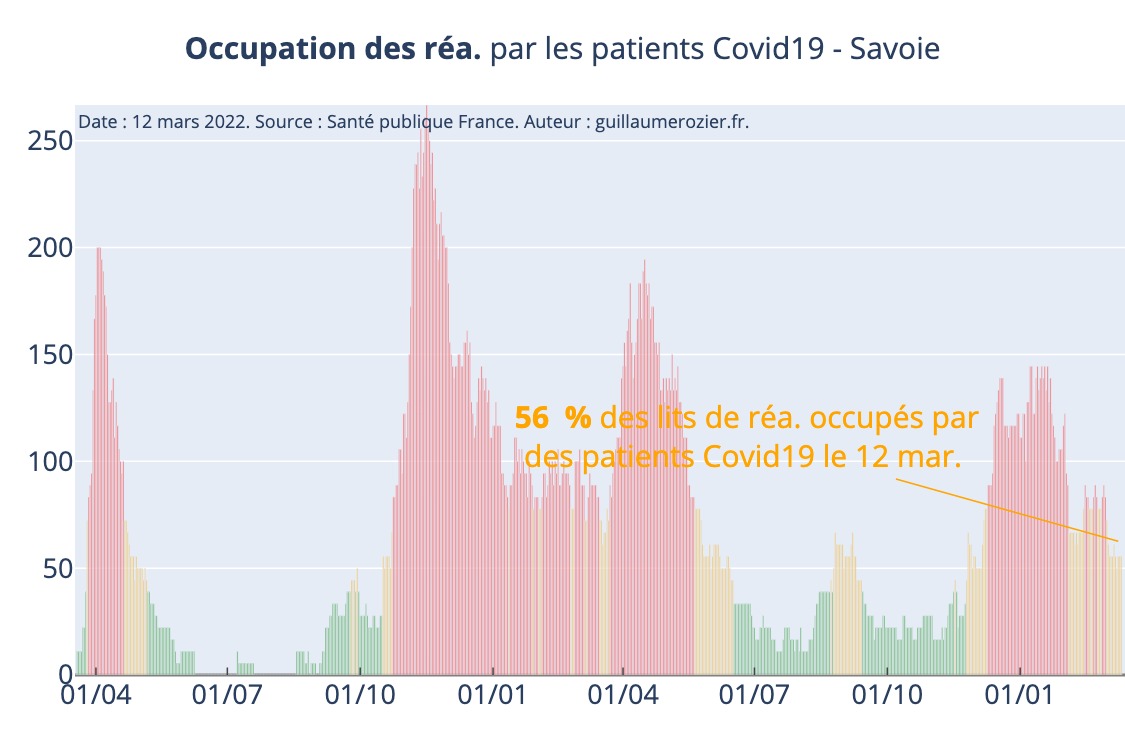 Occupation des réa. par les patients Covid19 - Savoie
Date : 12 mars 2022. Source : Santé publique France. Auteur : guillaumerozier.fr.
250
200
150
56 % des lits de réa. occupés par
des patients Covid19 le 12 mar.
100
50
0
01/04 01/07 01/10 01/01 01/04 01/07 01/10 01/01